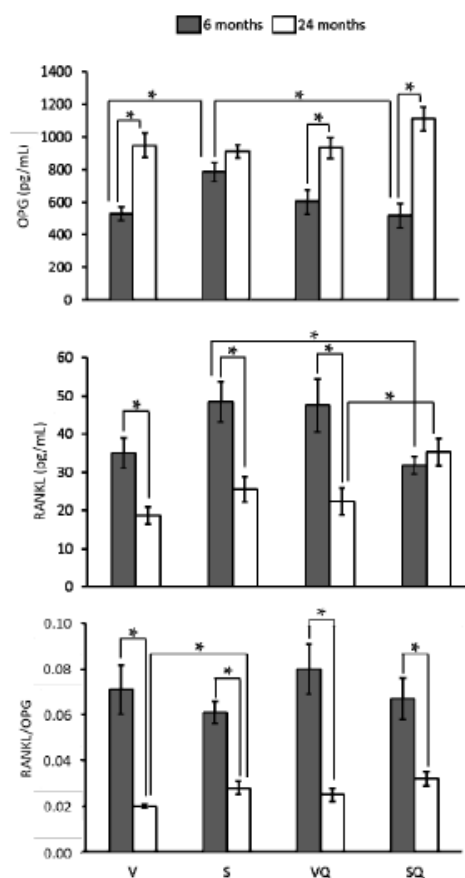 6 months 24 months
1400
1200
1000
800
600
400
200
0
OPG (pg/mLi
* * * * *
60
50
40
30
20
10
0
RANKL (pg/mL)
* * * * *
0.10
0.08
0.06
0.04
0.02
0.00
RANKL/OPG
* * * * *
V S VQ SQ